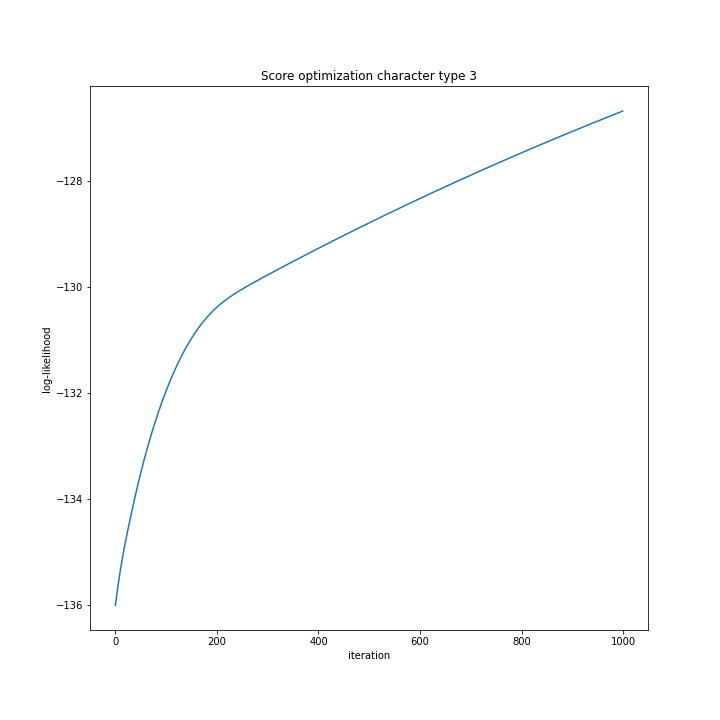 Score optimization character type 3
log-likelihood
−128
−130
−132
−134
−136
0 200 400 600 800 1000
iteration